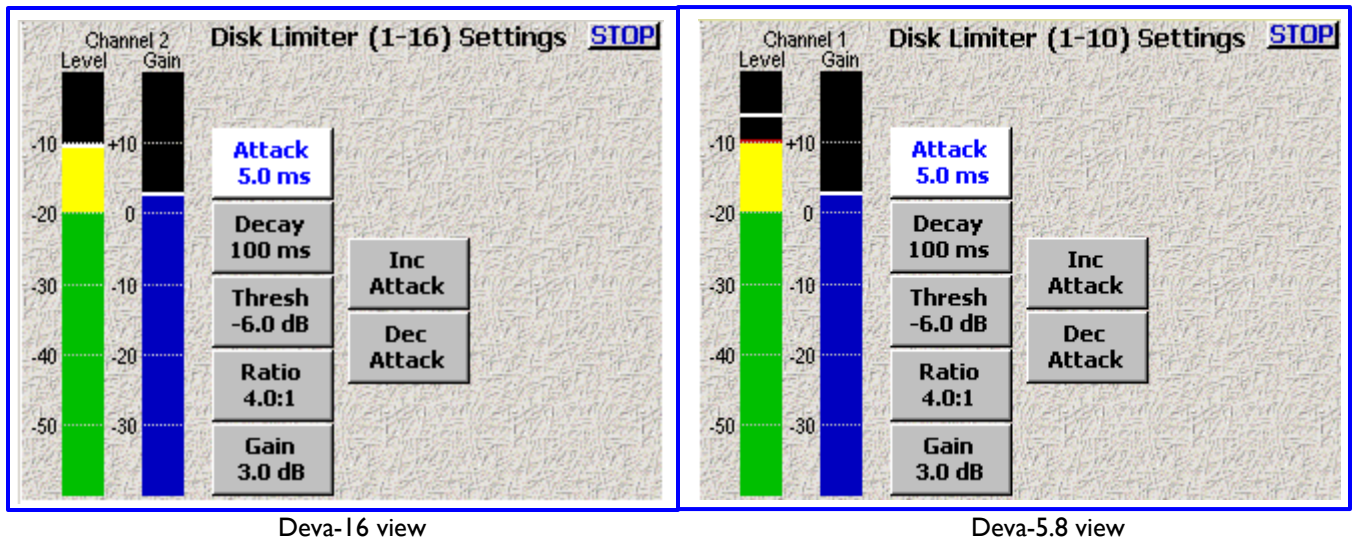 Channel 2 Disk Limiter (1-16) Settings STOP
Level Gain
-10 +10
Attack
5.0 ms
-20 0
Decay
100 ms
Inc
Attack
-30 -10
Thresh
-6.0 dB
Dec
Attack
-40 -20
Ratio
4.0:1
-50 -30
Gain
3.0 dB
Deva-16 view
Channel 1 Disk Limiter (1-10) Settings STOP
Level Gain
-10 +10
Attack
5.0 ms
-20 0
Decay
100 ms
Inc
Attack
-30 -10
Thresh
-6.0 dB
Dec
Attack
-40 -20
Ratio
4.0:1
-50 -30
Gain
3.0 dB
Deva-5.8 view